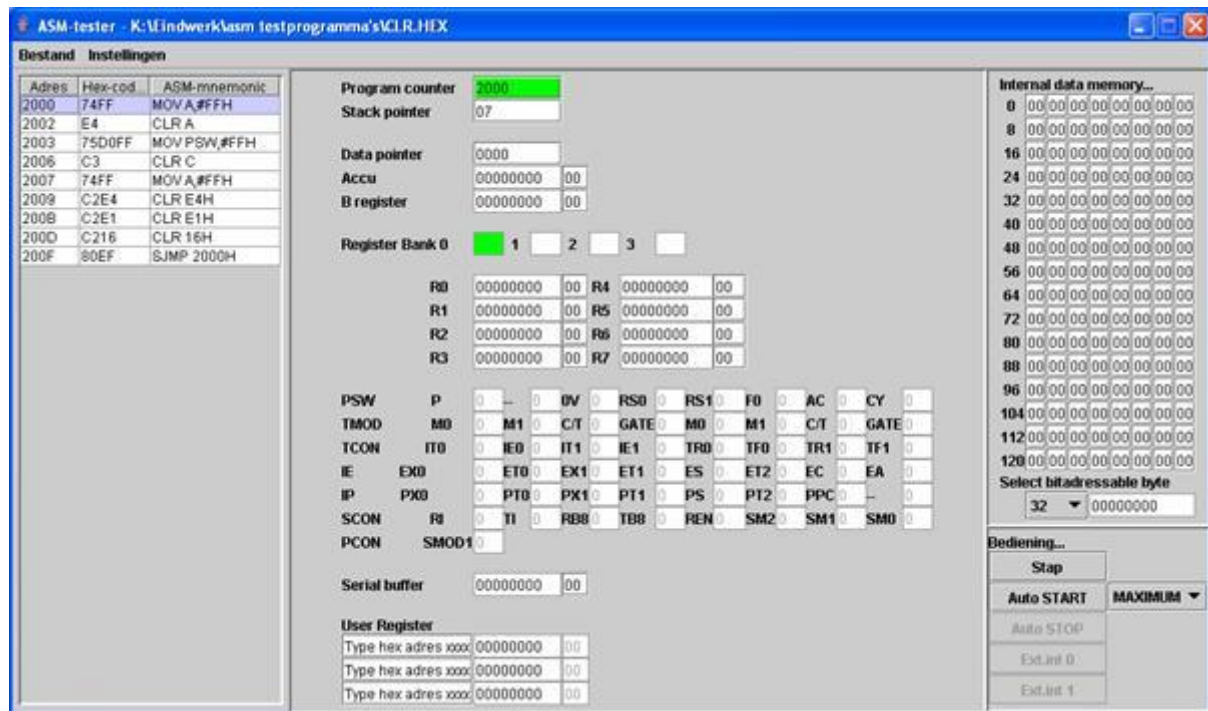 ASM-tester - K:\Eindwerk\asm testprogramma's\CLR.HEX
Bestand Instellingen
Adres Hex-cod... ASM-mnemonic
2000 74FF MOV A,#FFH
2002 E4 CLR A
2003 75D0FF MOV PSW,#FFH
2006 C3 CLR C
2007 74FF MOV A,#FFH
2009 C2E4 CLR E4H
200B C2E1 CLR E1H
200D C216 CLR 16H
200F 80EF SJMP 2000H
Program counter 2000
Stack pointer 07
Data pointer 0000
Accu 00000000 00
B register 00000000 00
Register Bank 0 1 2 3
R0 00000000 00 R4 00000000 00
R1 00000000 00 R5 00000000 00
R2 00000000 00 R6 00000000 00
R3 00000000 00 R7 00000000 00
PSW P 0 -- 0 0V 0 RS0 0 RS1 0 F0 0 AC 0 CY 0
TMOD M0 0 M1 0 C/T 0 GATE 0 M0 0 M1 0 C/T 0 GATE 0
TCON IT0 0 IE0 0 IT1 0 IE1 0 TR0 0 TF0 0 TR1 0 TF1 0
IE EX0 0 ET0 0 EX1 0 ET1 0 ES 0 ET2 0 EC 0 EA 0
IP PX0 0 PT0 0 PX1 0 PT1 0 PS 0 PT2 0 PPC 0 -- 0
SCON RI 0 TI 0 RB8 0 TB8 0 REN 0 SM2 0 SM1 0 SM0 0
PCON SMOD1 0
Serial buffer 00000000 00
User Register
Type hex adres xxxx 00000000 00
Type hex adres xxxx 00000000 00
Type hex adres xxxx 00000000 00
Internal data memory...
0 00 00 00 00 00 00 00 00
8 00 00 00 00 00 00 00 00
16 00 00 00 00 00 00 00 00
24 00 00 00 00 00 00 00 00
32 00 00 00 00 00 00 00 00
40 00 00 00 00 00 00 00 00
48 00 00 00 00 00 00 00 00
56 00 00 00 00 00 00 00 00
64 00 00 00 00 00 00 00 00
72 00 00 00 00 00 00 00 00
80 00 00 00 00 00 00 00 00
88 00 00 00 00 00 00 00 00
96 00 00 00 00 00 00 00 00
104 00 00 00 00 00 00 00 00
112 00 00 00 00 00 00 00 00
120 00 00 00 00 00 00 00 00
Select bitadressable byte
32 00000000
Bediening...
Stap
Auto START MAXIMUM
Auto STOP
Ext.int 0
Ext.int 1